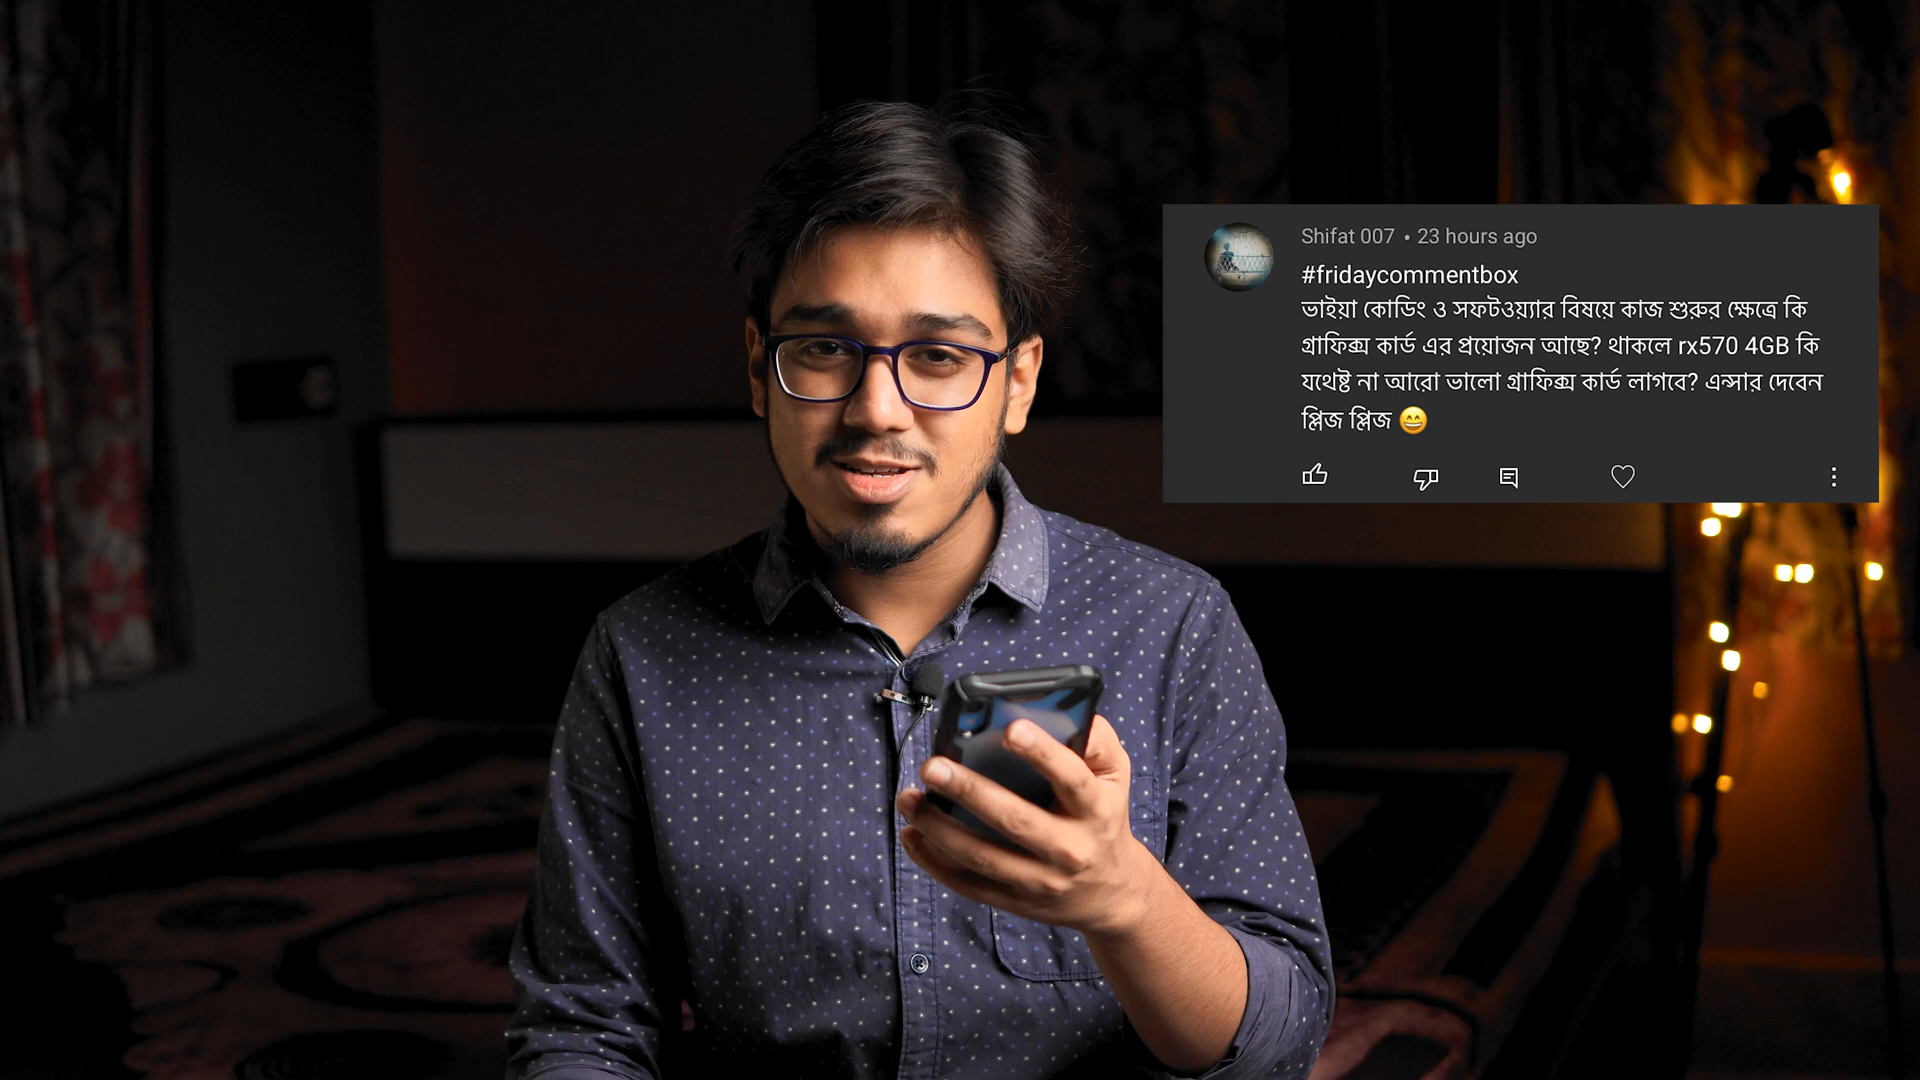 Shifat 007 • 23 hours ago
#fridaycommentbox
ভাইয়া কোডিং ও সফটওয়্যার বিষয়ে কাজ শুরুর ক্ষেত্রে কি
গ্রাফিক্স কার্ড এর প্রয়োজন আছে? থাকলে rx570 4GB কি
যথেষ্ট না আরো ভালো গ্রাফিক্স কার্ড লাগবে? এন্সার দেবেন
প্লিজ প্লিজ 😄